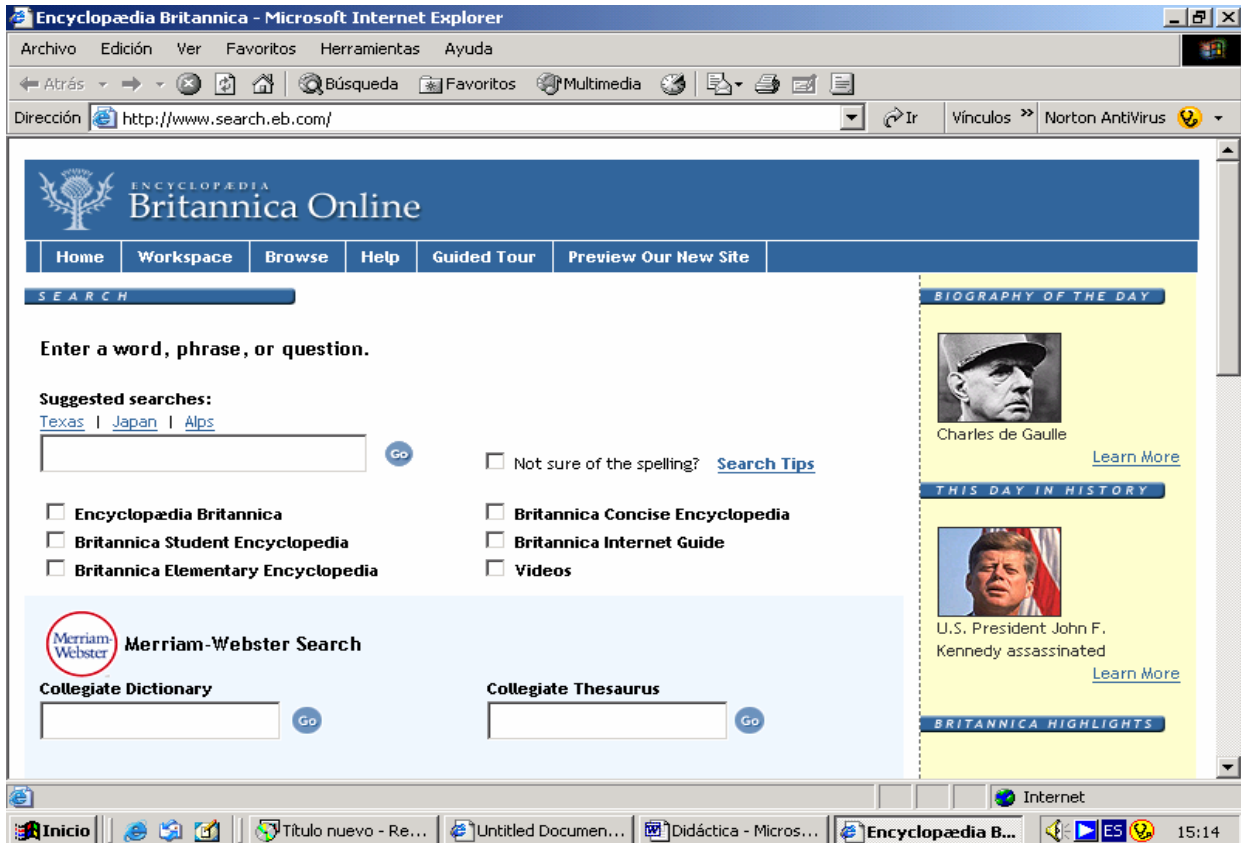 Encyclopædia Britannica - Microsoft Internet Explorer
Archivo Edición Ver Favoritos Herramientas Ayuda
Atrás Búsqueda Favoritos Multimedia
Dirección http://www.search.eb.com/ Ir Vínculos » Norton AntiVirus
ENCYCLOPÆDIA
Britannica Online
Home Workspace Browse Help Guided Tour Preview Our New Site
SEARCH
Enter a word, phrase, or question.
Suggested searches:
Texas | Japan | Alps
Go
Not sure of the spelling? Search Tips
Encyclopædia Britannica
Britannica Concise Encyclopedia
Britannica Student Encyclopedia
Britannica Internet Guide
Britannica Elementary Encyclopedia
Videos
Merriam-
Webster
Merriam-Webster Search
Collegiate Dictionary
Go
Collegiate Thesaurus
Go
BIOGRAPHY OF THE DAY
Charles de Gaulle
Learn More
THIS DAY IN HISTORY
U.S. President John F.
Kennedy assassinated
Learn More
BRITANNICA HIGHLIGHTS
Internet
Inicio Título nuevo - Re... Untitled Documen... Didáctica - Micros... Encyclopædia B... ES 15:14